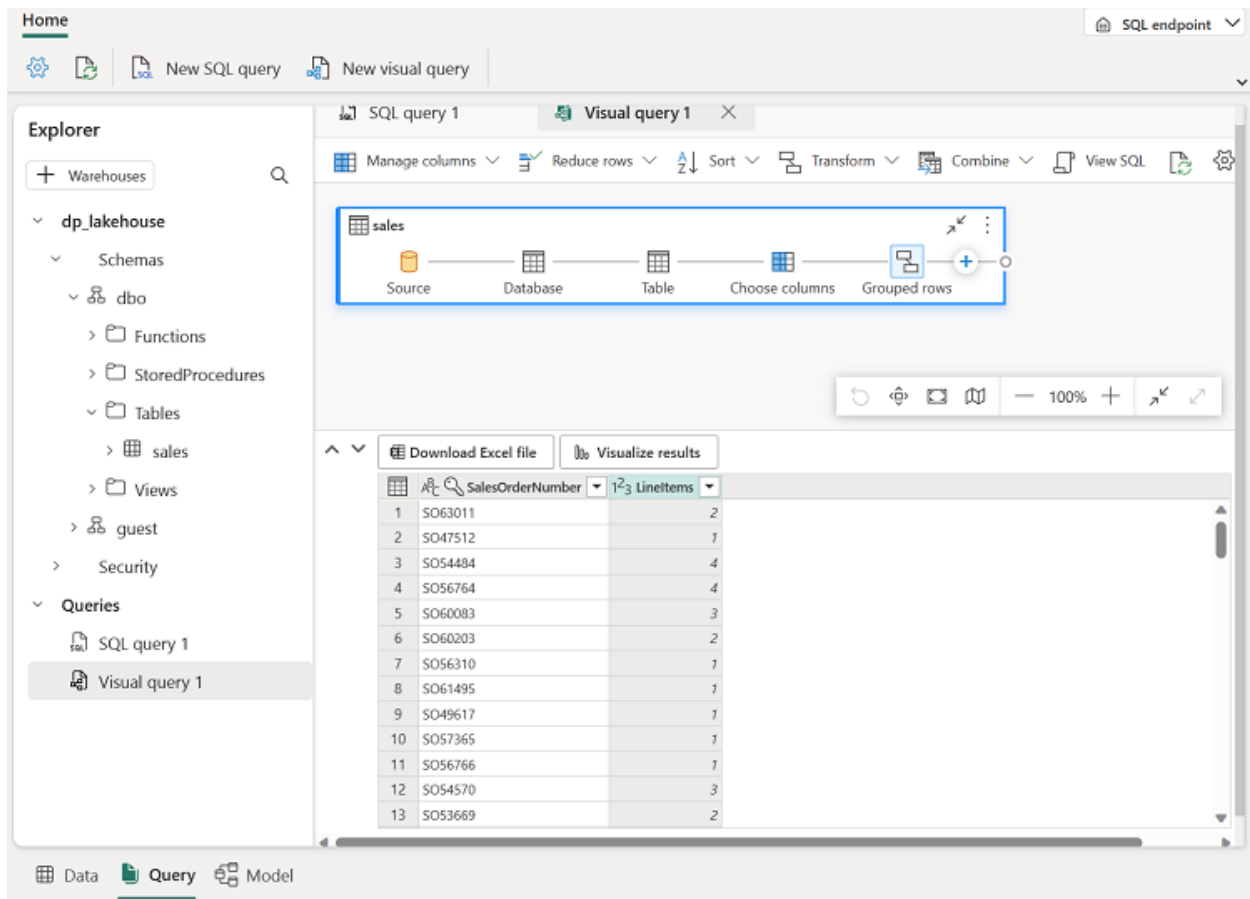 Home
SQL endpoint
New SQL query
New visual query
Explorer
Warehouses
dp_lakehouse
Schemas
dbo
Functions
StoredProcedures
Tables
sales
Views
guest
Security
Queries
SQL query 1
Visual query 1
SQL query 1
Visual query 1
Manage columns
Reduce rows
Sort
Transform
Combine
View SQL
sales
Source
Database
Table
Choose columns
Grouped rows
100%
Download Excel file
Visualize results
SalesOrderNumber LineItems
1 SO63011 2
2 SO47512 1
3 SO54484 4
4 SO56764 4
5 SO60083 3
6 SO60203 2
7 SO56310 1
8 SO61495 1
9 SO49617 1
10 SO57365 1
11 SO56766 1
12 SO54570 3
13 SO53669 2
Data
Query
Model